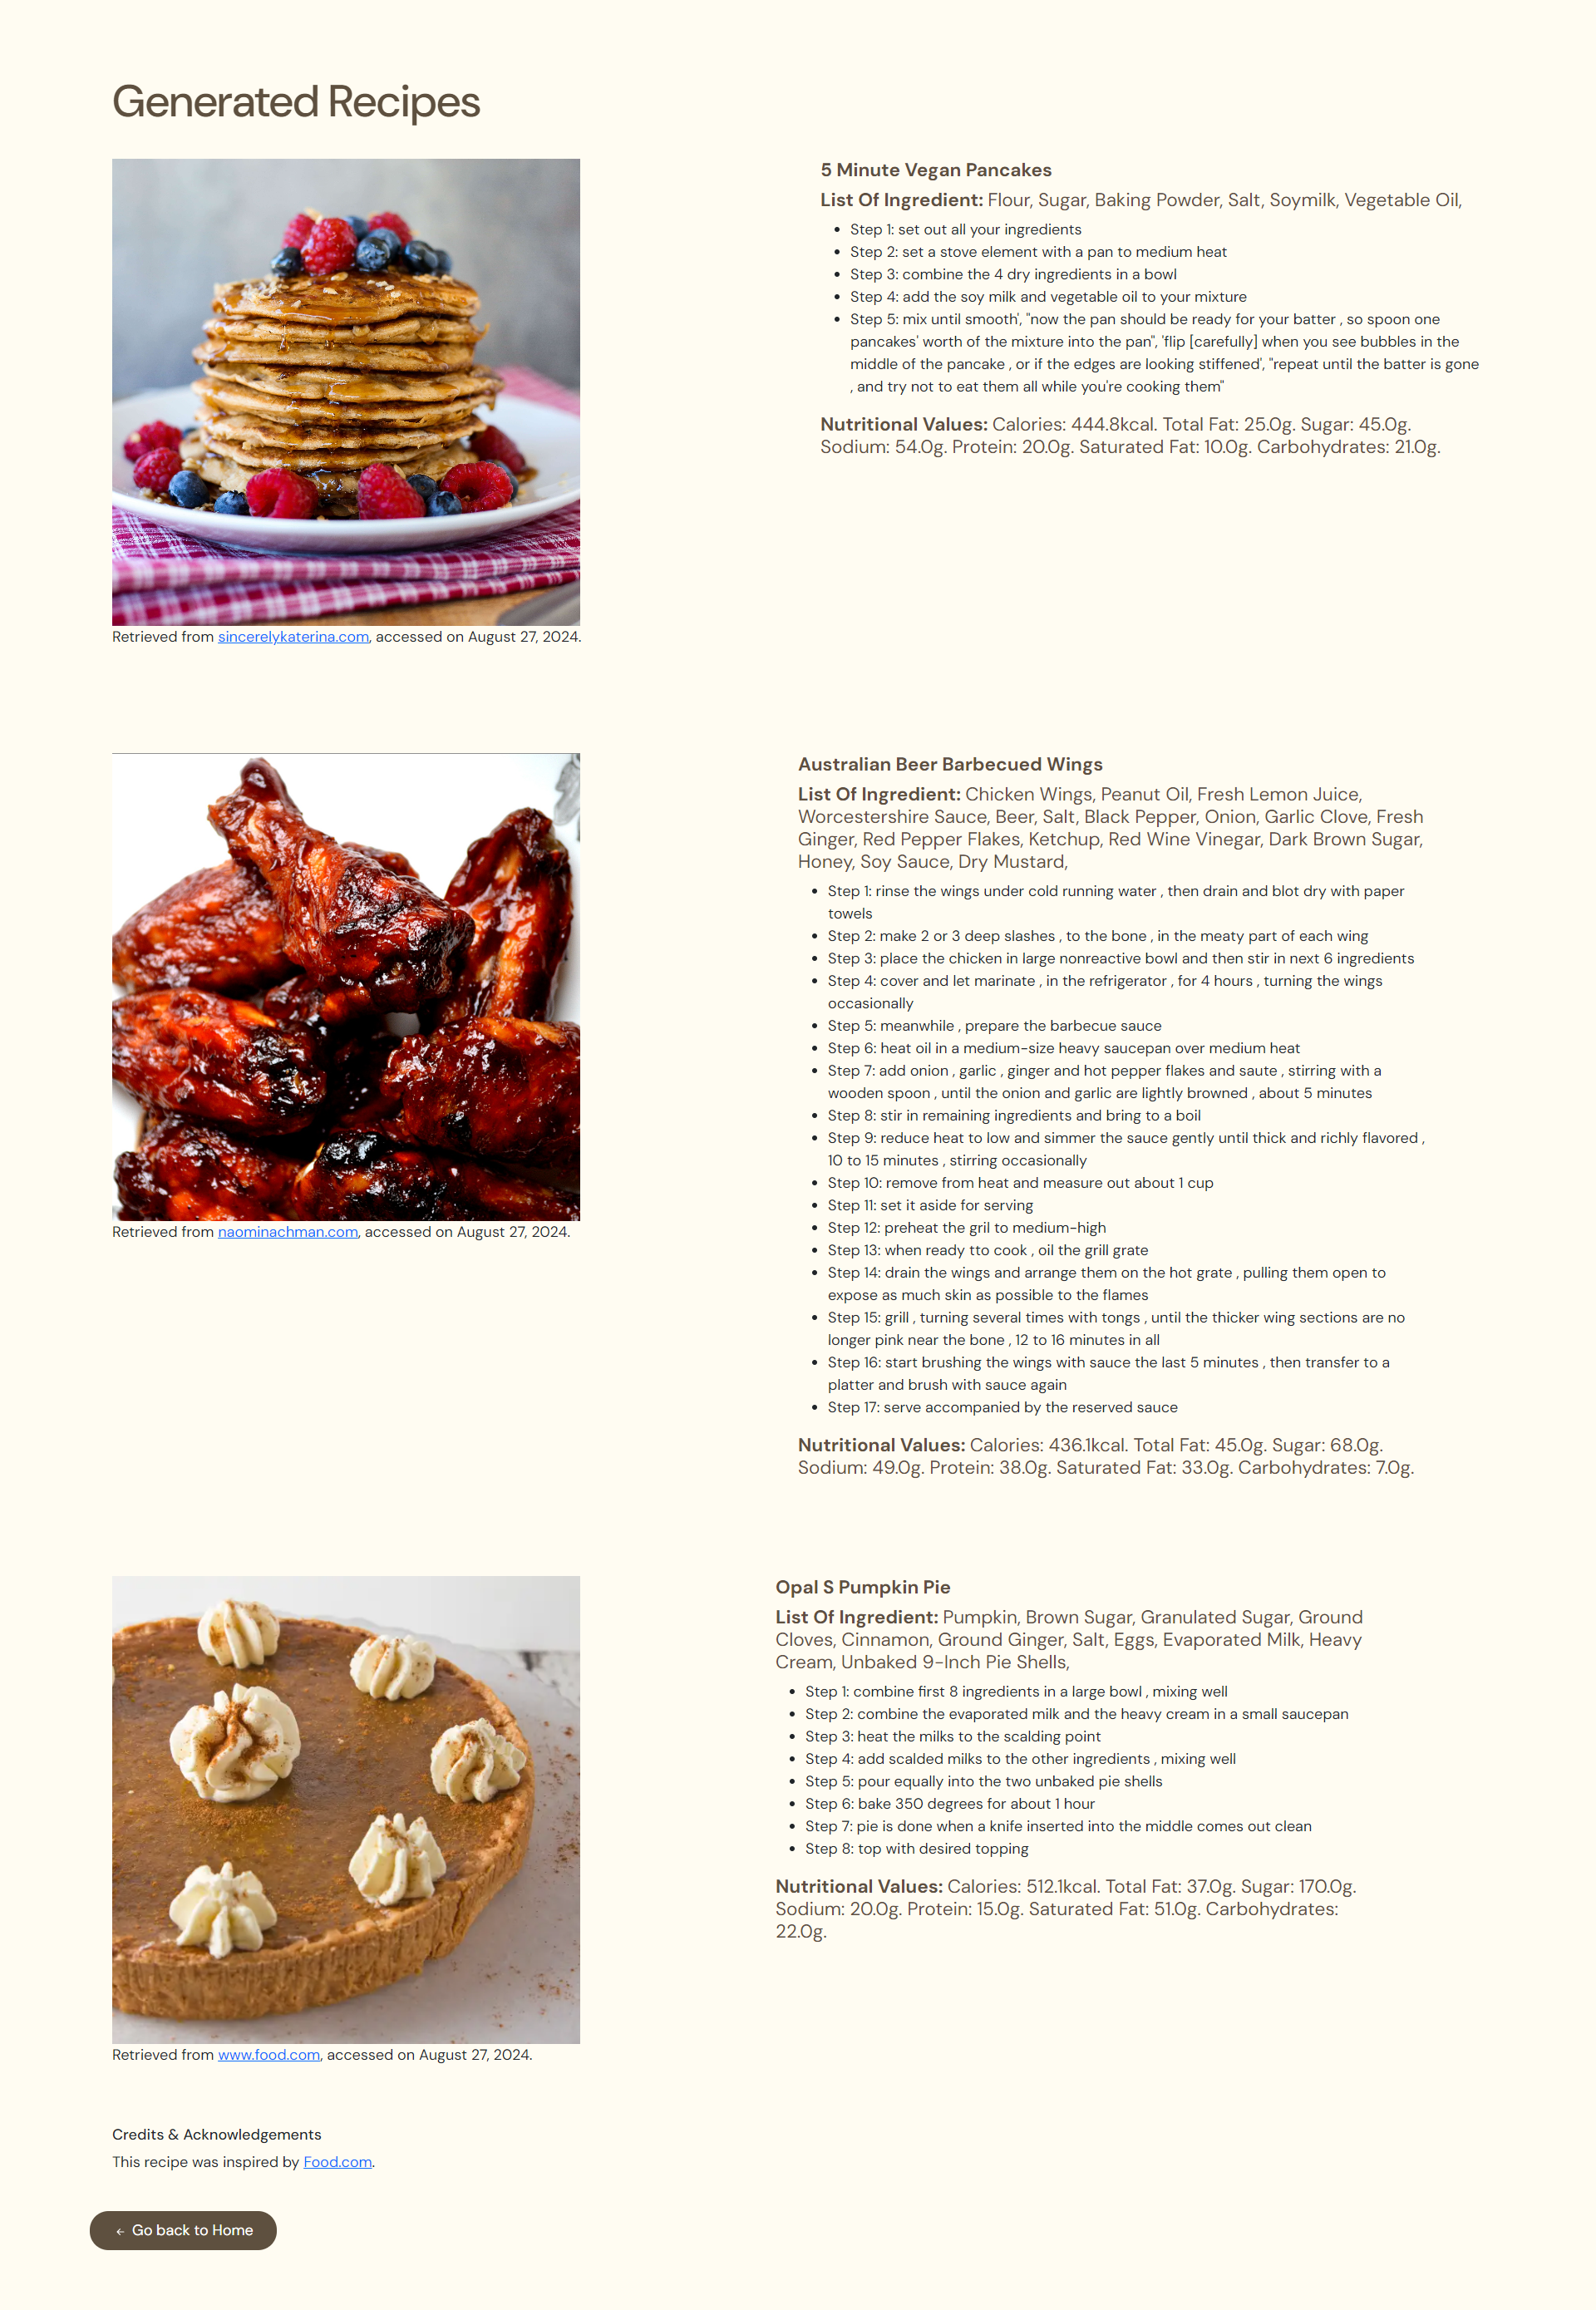 Generated Recipes
5 Minute Vegan Pancakes
List Of Ingredient: Flour, Sugar, Baking Powder, Salt, Soymilk, Vegetable Oil,
• Step 1: set out all your ingredients
• Step 2: set a stove element with a pan to medium heat
• Step 3: combine the 4 dry ingredients in a bowl
• Step 4: add the soy milk and vegetable oil to your mixture
• Step 5: mix until smooth', "now the pan should be ready for your batter , so spoon one
pancakes' worth of the mixture into the pan", 'flip [carefully] when you see bubbles in the
middle of the pancake , or if the edges are looking stiffened', "repeat until the batter is gone
, and try not to eat them all while you're cooking them"
Nutritional Values: Calories: 444.8kcal. Total Fat: 25.0g. Sugar: 45.0g.
Sodium: 54.0g. Protein: 20.0g. Saturated Fat: 10.0g. Carbohydrates: 21.0g.
Retrieved from sincerelykaterina.com, accessed on August 27, 2024.
Australian Beer Barbecued Wings
List Of Ingredient: Chicken Wings, Peanut Oil, Fresh Lemon Juice,
Worcestershire Sauce, Beer, Salt, Black Pepper, Onion, Garlic Clove, Fresh
Ginger, Red Pepper Flakes, Ketchup, Red Wine Vinegar, Dark Brown Sugar,
Honey, Soy Sauce, Dry Mustard,
• Step 1: rinse the wings under cold running water , then drain and blot dry with paper
towels
• Step 2: make 2 or 3 deep slashes , to the bone , in the meaty part of each wing
• Step 3: place the chicken in large nonreactive bowl and then stir in next 6 ingredients
• Step 4: cover and let marinate , in the refrigerator , for 4 hours , turning the wings
occasionally
• Step 5: meanwhile , prepare the barbecue sauce
• Step 6: heat oil in a medium-size heavy saucepan over medium heat
• Step 7: add onion , garlic , ginger and hot pepper flakes and saute , stirring with a
wooden spoon , until the onion and garlic are lightly browned , about 5 minutes
• Step 8: stir in remaining ingredients and bring to a boil
• Step 9: reduce heat to low and simmer the sauce gently until thick and richly flavored ,
10 to 15 minutes , stirring occasionally
• Step 10: remove from heat and measure out about 1 cup
• Step 11: set it aside for serving
• Step 12: preheat the gril to medium-high
• Step 13: when ready tto cook , oil the grill grate
• Step 14: drain the wings and arrange them on the hot grate , pulling them open to
expose as much skin as possible to the flames
• Step 15: grill , turning several times with tongs , until the thicker wing sections are no
longer pink near the bone , 12 to 16 minutes in all
• Step 16: start brushing the wings with sauce the last 5 minutes , then transfer to a
platter and brush with sauce again
• Step 17: serve accompanied by the reserved sauce
Nutritional Values: Calories: 436.1kcal. Total Fat: 45.0g. Sugar: 68.0g.
Sodium: 49.0g. Protein: 38.0g. Saturated Fat: 33.0g. Carbohydrates: 7.0g.
Retrieved from naominachman.com, accessed on August 27, 2024.
Opal S Pumpkin Pie
List Of Ingredient: Pumpkin, Brown Sugar, Granulated Sugar, Ground
Cloves, Cinnamon, Ground Ginger, Salt, Eggs, Evaporated Milk, Heavy
Cream, Unbaked 9-Inch Pie Shells,
• Step 1: combine first 8 ingredients in a large bowl , mixing well
• Step 2: combine the evaporated milk and the heavy cream in a small saucepan
• Step 3: heat the milks to the scalding point
• Step 4: add scalded milks to the other ingredients , mixing well
• Step 5: pour equally into the two unbaked pie shells
• Step 6: bake 350 degrees for about 1 hour
• Step 7: pie is done when a knife inserted into the middle comes out clean
• Step 8: top with desired topping
Nutritional Values: Calories: 512.1kcal. Total Fat: 37.0g. Sugar: 170.0g.
Sodium: 20.0g. Protein: 15.0g. Saturated Fat: 51.0g. Carbohydrates:
22.0g.
Retrieved from www.food.com, accessed on August 27, 2024.
Credits & Acknowledgements
This recipe was inspired by Food.com.
← Go back to Home